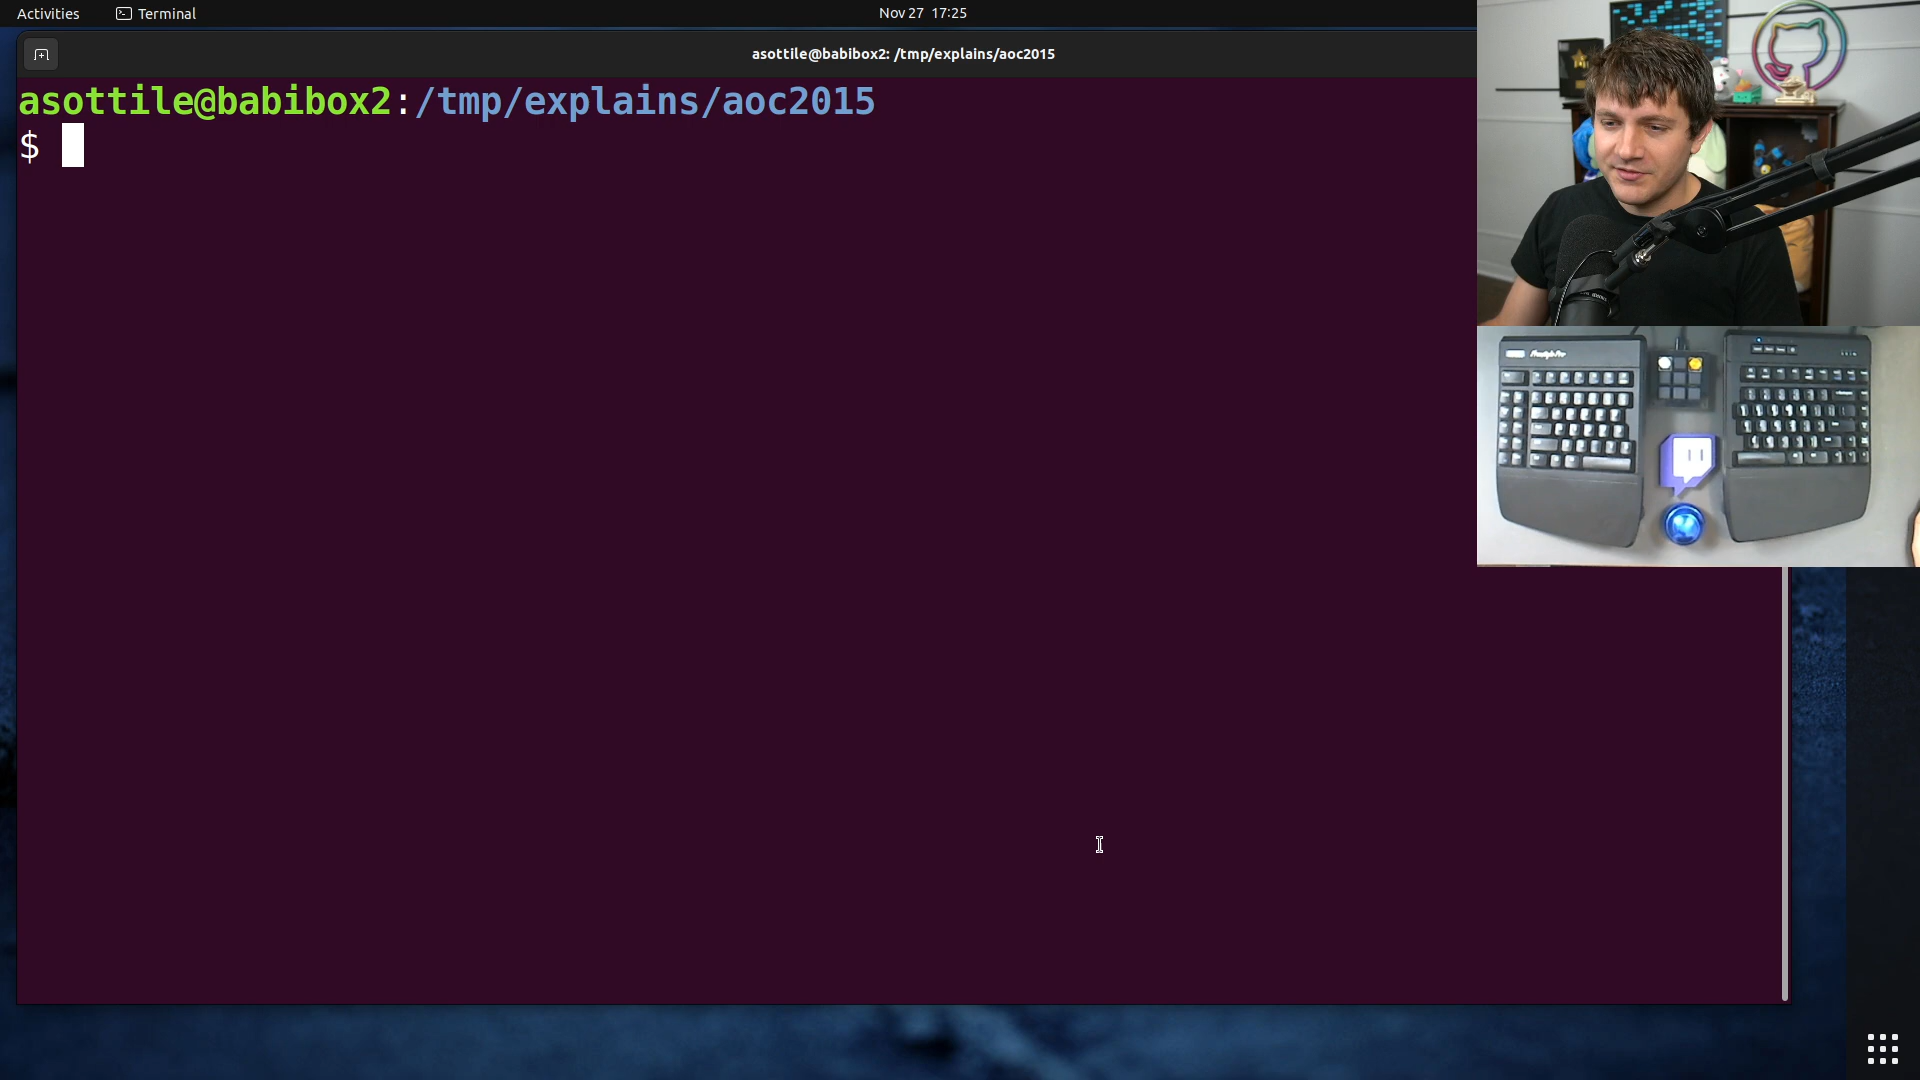 Activities
Terminal
Nov 27 17:25
asottile@babibox2: /tmp/explains/aoc2015
asottile@babibox2:/tmp/explains/aoc2015
$